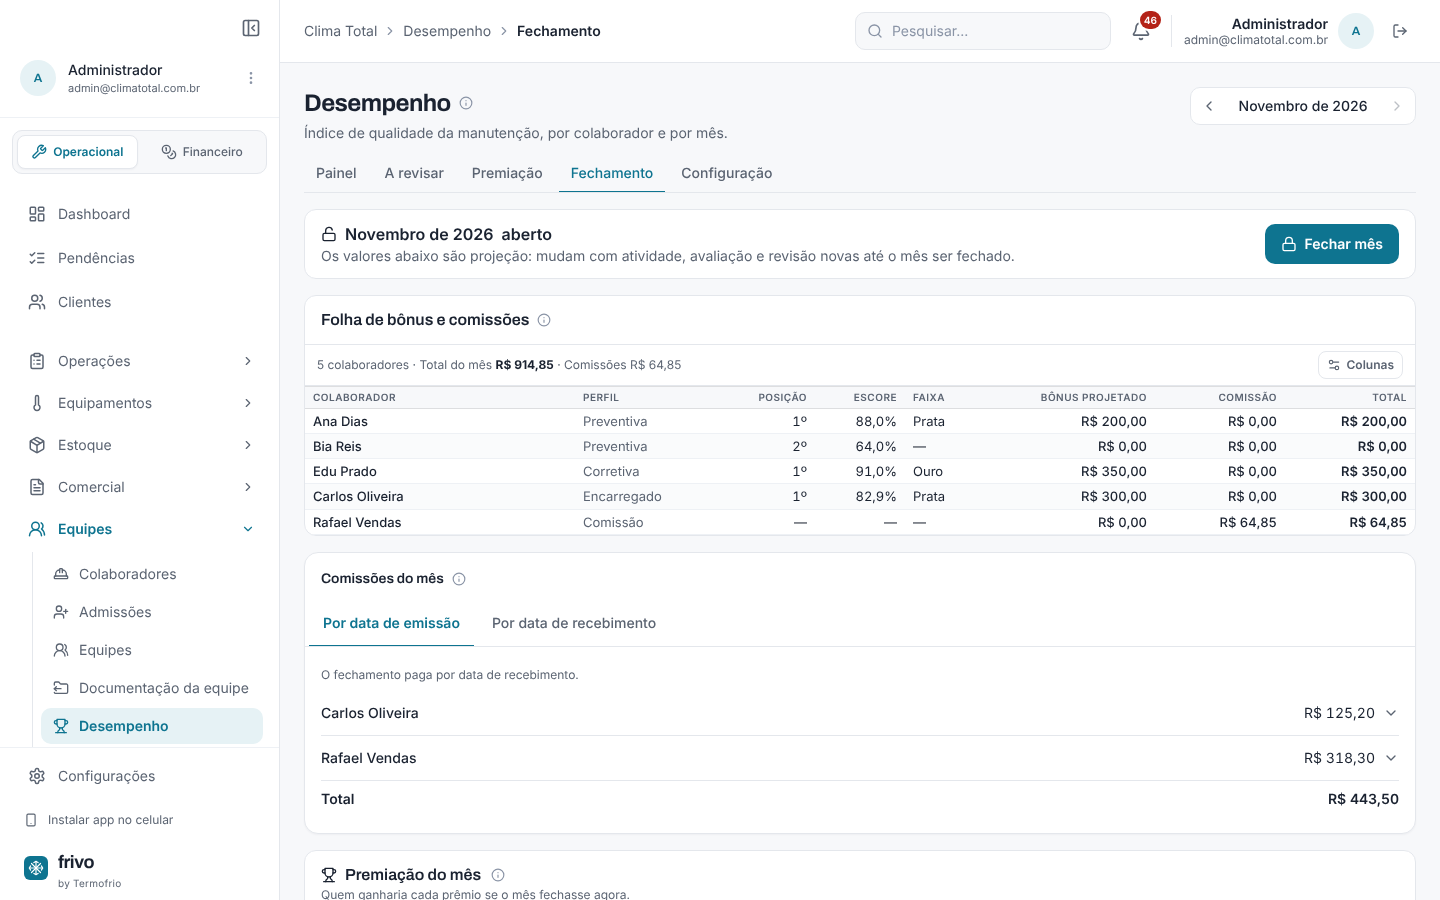 Administrador
admin@climatotal.com.br
A
Operacional
Financeiro
Dashboard
Pendências
Clientes
Operações
Equipamentos
Estoque
Comercial
Equipes
Colaboradores
Admissões
Equipes
Documentação da equipe
Desempenho
Configurações
Instalar app no celular
frivo
by Termofrio
Clima Total > Desempenho > Fechamento
Pesquisar...
46
Administrador
admin@climatotal.com.br
A
Desempenho
Índice de qualidade da manutenção, por colaborador e por mês.
Novembro de 2026
Painel A revisar Premiação Fechamento Configuração
Novembro de 2026 aberto
Os valores abaixo são projeção: mudam com atividade, avaliação e revisão novas até o mês ser fechado.
Fechar mês
Folha de bônus e comissões
5 colaboradores · Total do mês R$ 914,85 · Comissões R$ 64,85
Colunas
COLABORADOR PERFIL POSIÇÃO ESCORE FAIXA BÔNUS PROJETADO COMISSÃO TOTAL
Ana Dias Preventiva 1º 88,0% Prata R$ 200,00 R$ 0,00 R$ 200,00
Bia Reis Preventiva 2º 64,0% — R$ 0,00 R$ 0,00 R$ 0,00
Edu Prado Corretiva 1º 91,0% Ouro R$ 350,00 R$ 0,00 R$ 350,00
Carlos Oliveira Encarregado 1º 82,9% Prata R$ 300,00 R$ 0,00 R$ 300,00
Rafael Vendas Comissão — — — R$ 0,00 R$ 64,85 R$ 64,85
Comissões do mês
Por data de emissão Por data de recebimento
O fechamento paga por data de recebimento.
Carlos Oliveira R$ 125,20
Rafael Vendas R$ 318,30
Total R$ 443,50
Premiação do mês
Quem ganharia cada prêmio se o mês fechasse agora.